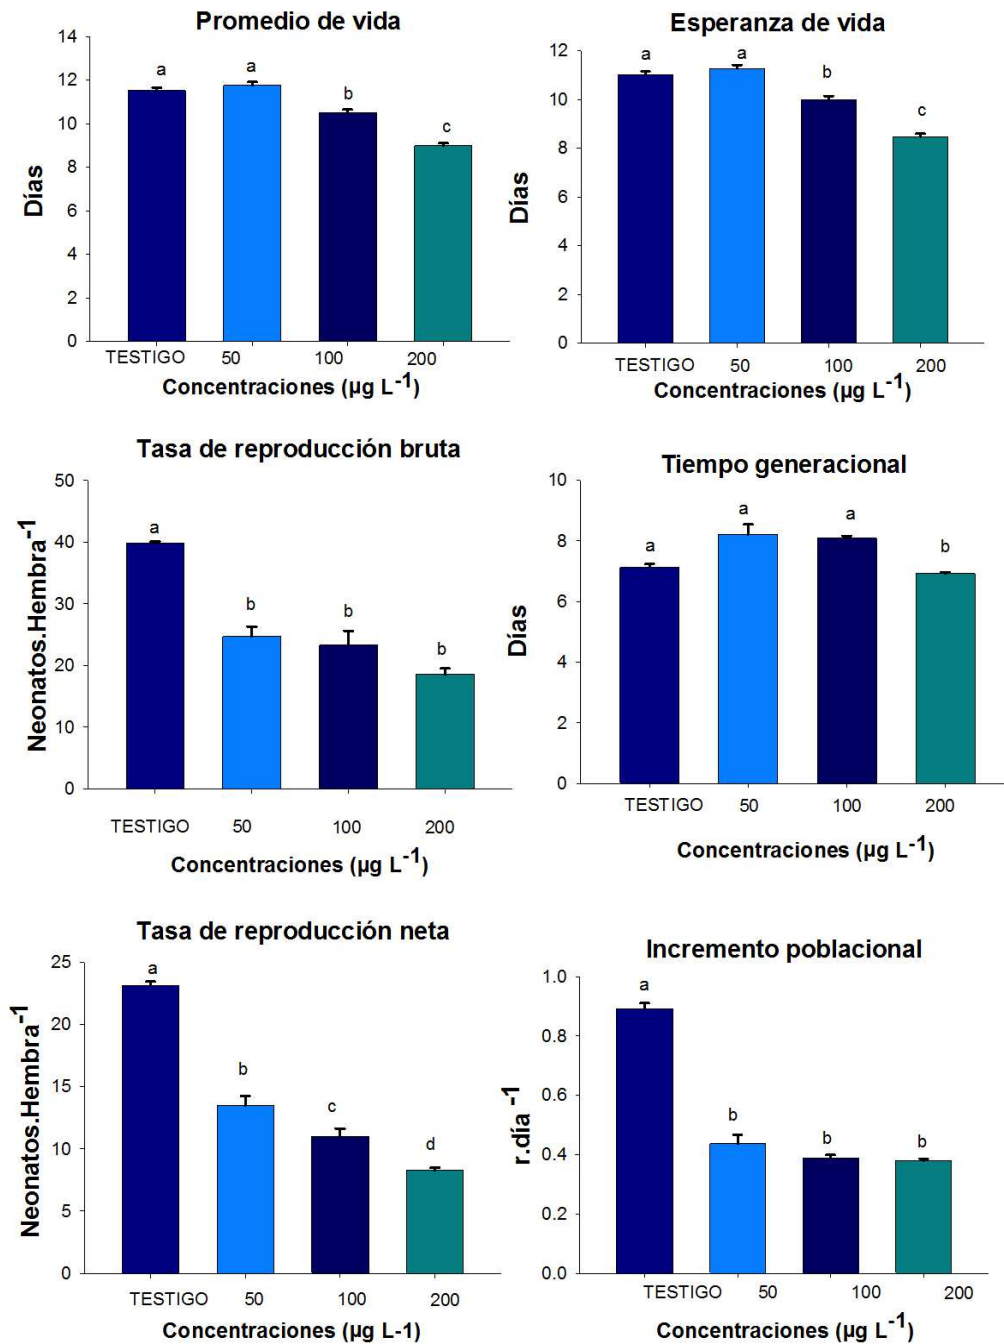 Promedio de vida
14
12
10
8
6
4
2
0
Días
a
a
b
c
TESTIGO 50 100 200
Concentraciones (µg L-1)
Esperanza de vida
12
10
8
6
4
2
0
Días
a
a
b
c
TESTIGO 50 100 200
Concentraciones (µg L-1)
Tasa de reproducción bruta
50
40
30
20
10
0
Neonatos.Hembra-1
a
b
b
b
TESTIGO 50 100 200
Concentraciones (µg L-1)
Tiempo generacional
10
8
6
4
2
0
Días
a
a
a
b
TESTIGO 50 100 200
Concentraciones (µg L-1)
Tasa de reproducción neta
25
20
15
10
5
0
Neonatos.Hembra-1
a
b
c
d
TESTIGO 50 100 200
Concentraciones (µg L-1)
Incremento poblacional
1.0
0.8
0.6
0.4
0.2
0.0
r.día -1
a
b
b
b
TESTIGO 50 100 200
Concentraciones (µg L-1)